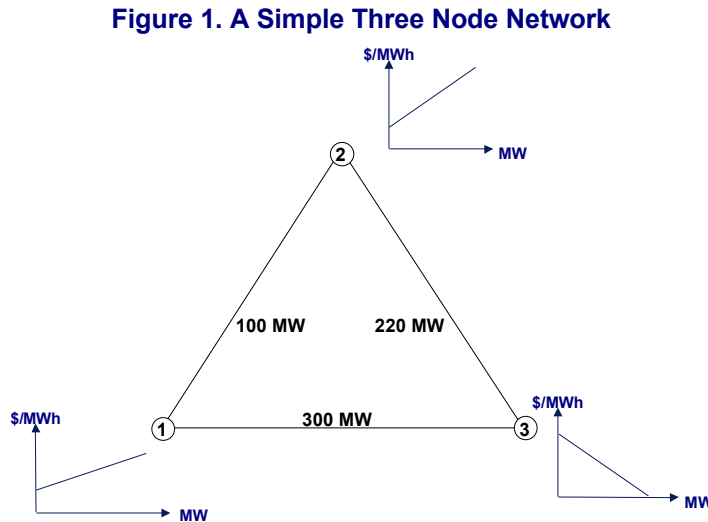 Figure 1. A Simple Three Node Network
$/MWh
MW
2
100 MW
220 MW
$/MWh
1
300 MW
3
$/MWh
MW
MW